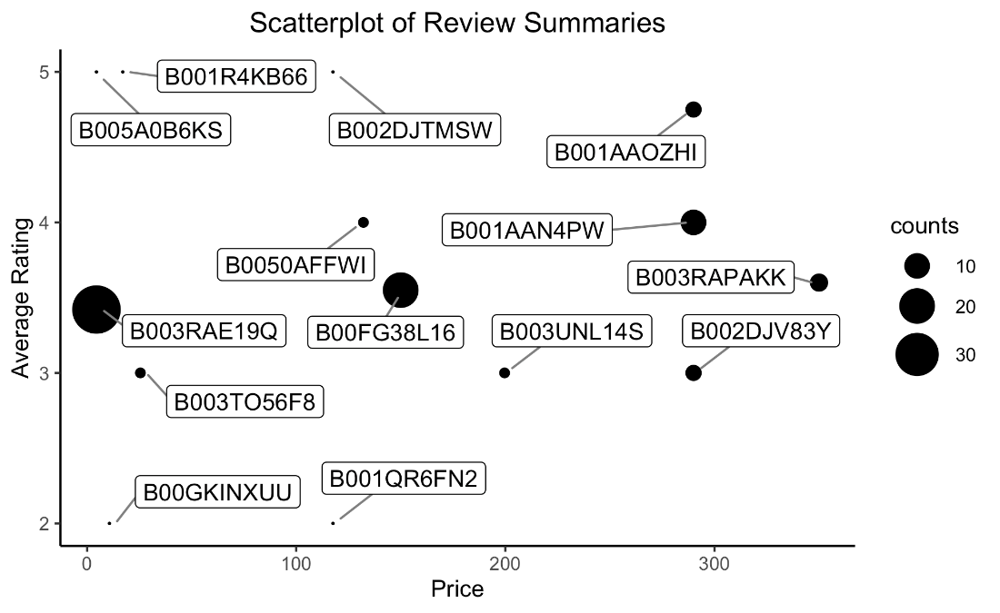 Scatterplot of Review Summaries
5
B001R4KB66
B005A0B6KS
B002DJTMSW
B001AAOZHI
4
B001AAN4PW
B0050AFFWI
B003RAPAKK
B003RAE19Q
B00FG38L16
B003UNL14S
B002DJV83Y
3
B003TO56F8
B001QR6FN2
B00GKINXUU
2
0 100 200 300
Price
Average Rating
counts
10
20
30